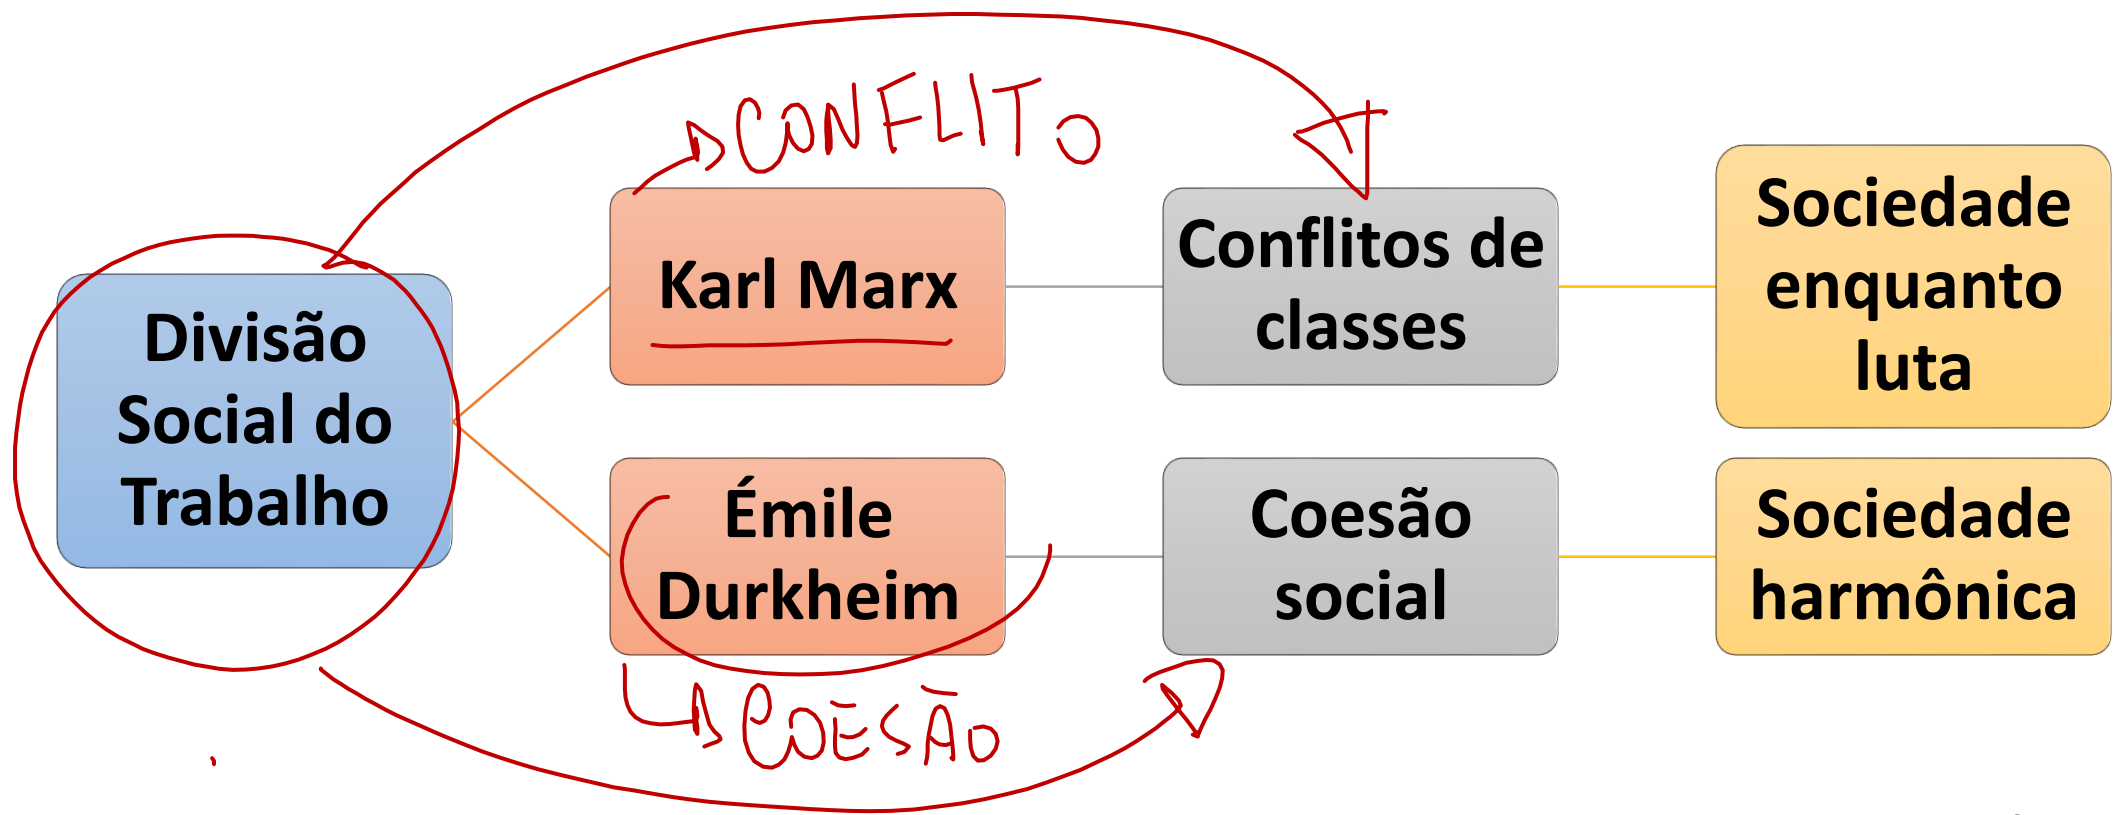 CONFLITO
Divisão
Social do
Trabalho
Karl Marx
Conflitos de
classes
Sociedade
enquanto
luta
Émile
Durkheim
Coesão
social
Sociedade
harmônica
COESÃO